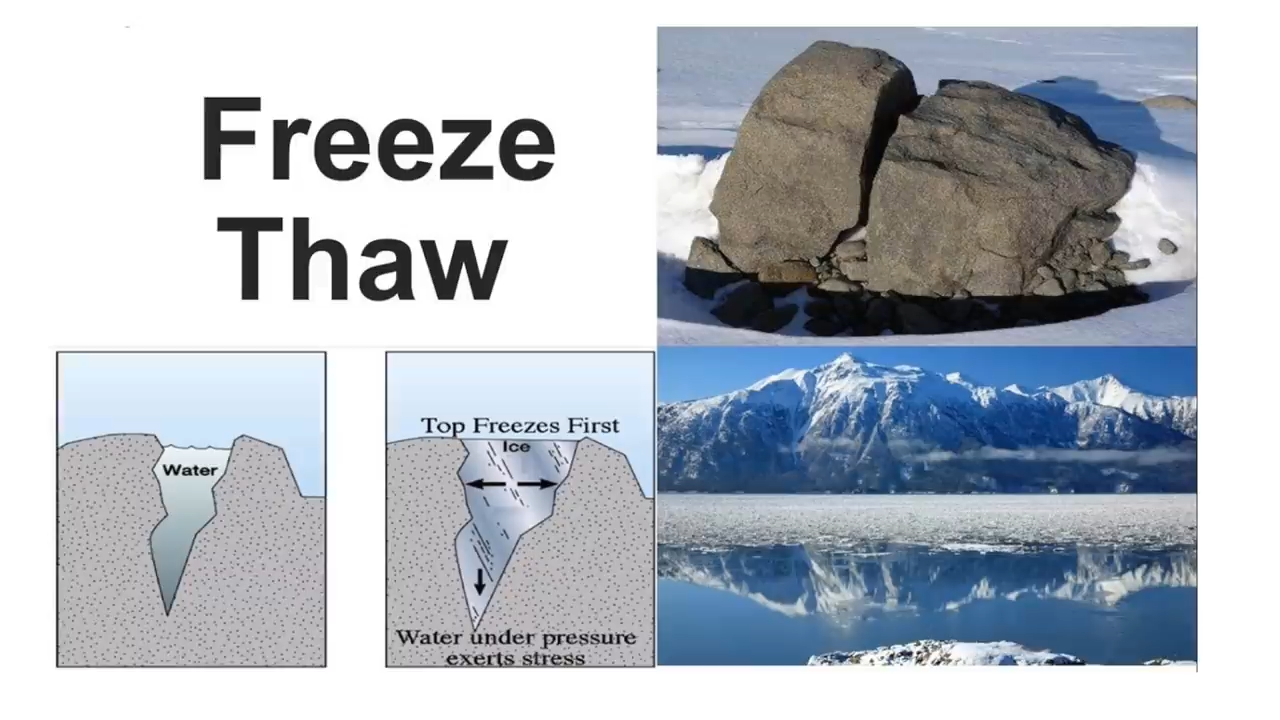 Freeze
Thaw
Water
Top Freezes First
Ice
Water under pressure
exerts stress